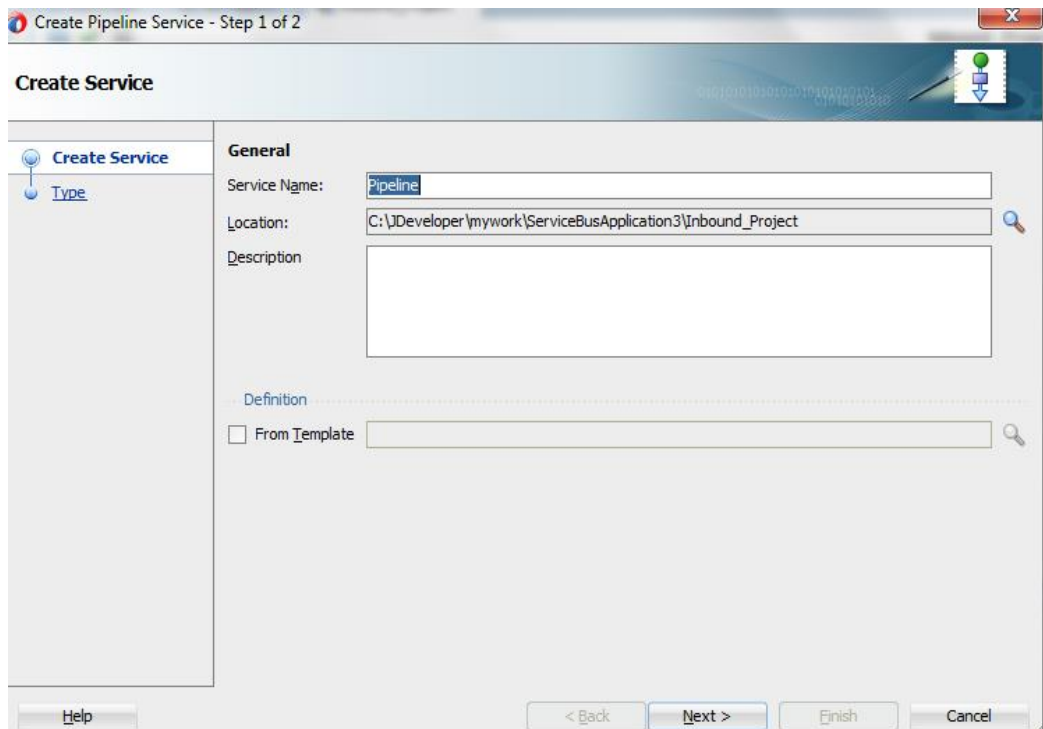 Create Pipeline Service - Step 1 of 2
Create Service
Create Service
Type
General
Service Name: Pipeline
Location: C:\JDeveloper\mywork\ServiceBusApplication3\Inbound_Project
Description
Definition
From Template
Help
< Back
Next >
Finish
Cancel